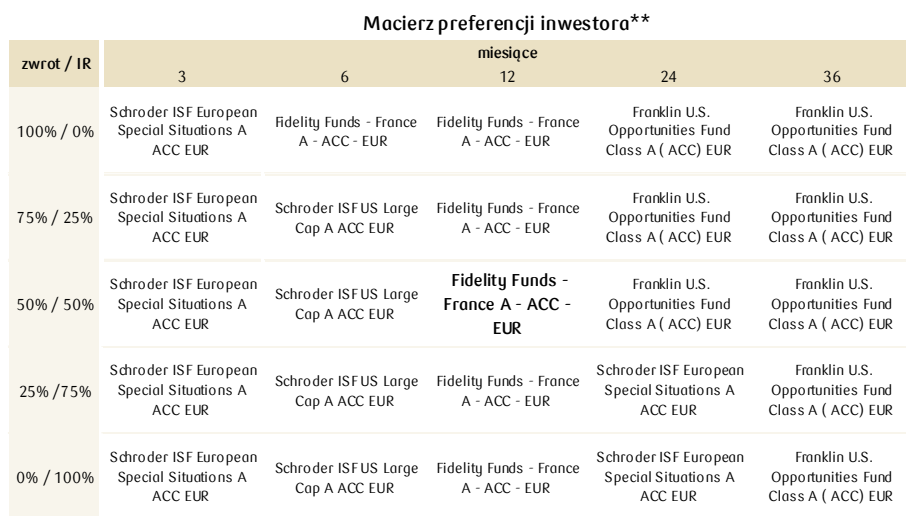 Macierz preferencji inwestora**
zwrot / IR
miesiące
3 6 12 24 36
100% / 0%
Schroder ISF European
Special Situations A
ACC EUR
Fidelity Funds - France
A - ACC - EUR
Fidelity Funds - France
A - ACC - EUR
Franklin U.S.
Opportunities Fund
Class A ( ACC) EUR
Franklin U.S.
Opportunities Fund
Class A ( ACC) EUR
75% / 25%
Schroder ISF European
Special Situations A
ACC EUR
Schroder ISF US Large
Cap A ACC EUR
Fidelity Funds - France
A - ACC - EUR
Franklin U.S.
Opportunities Fund
Class A ( ACC) EUR
Franklin U.S.
Opportunities Fund
Class A ( ACC) EUR
50% / 50%
Schroder ISF European
Special Situations A
ACC EUR
Schroder ISF US Large
Cap A ACC EUR
Fidelity Funds -
France A - ACC -
EUR
Franklin U.S.
Opportunities Fund
Class A ( ACC) EUR
Franklin U.S.
Opportunities Fund
Class A ( ACC) EUR
25% /75%
Schroder ISF European
Special Situations A
ACC EUR
Schroder ISF US Large
Cap A ACC EUR
Fidelity Funds - France
A - ACC - EUR
Schroder ISF European
Special Situations A
ACC EUR
Franklin U.S.
Opportunities Fund
Class A ( ACC) EUR
0% / 100%
Schroder ISF European
Special Situations A
ACC EUR
Schroder ISF US Large
Cap A ACC EUR
Fidelity Funds - France
A - ACC - EUR
Schroder ISF European
Special Situations A
ACC EUR
Franklin U.S.
Opportunities Fund
Class A ( ACC) EUR